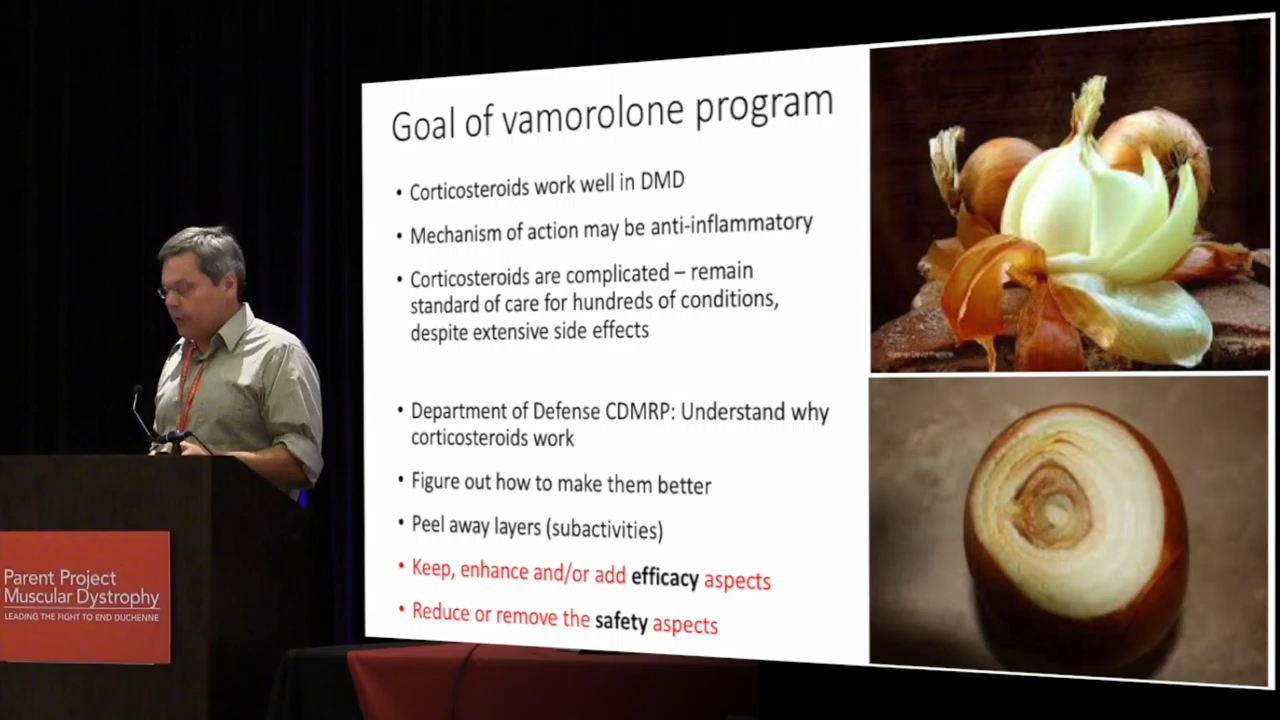 Goal of vamorolone program
• Corticosteroids work well in DMD
• Mechanism of action may be anti-inflammatory
• Corticosteroids are complicated – remain
standard of care for hundreds of conditions,
despite extensive side effects
• Department of Defense CDMRP: Understand why
corticosteroids work
• Figure out how to make them better
• Peel away layers (subactivities)
• Keep, enhance and/or add efficacy aspects
• Reduce or remove the safety aspects
Parent Project
Muscular Dystrophy
LEADING THE FIGHT TO END DUCHENNE